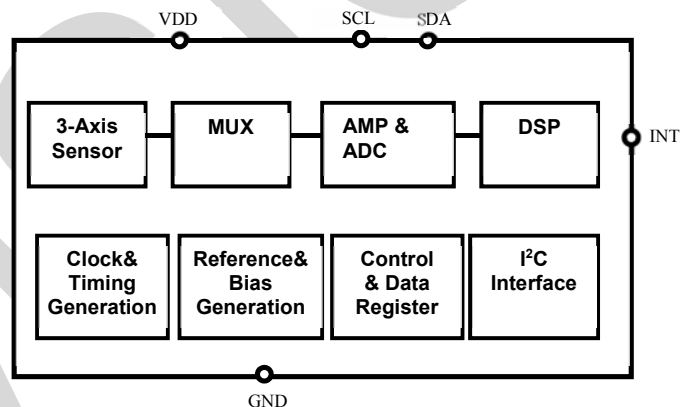 VDD
SCL
SDA
3-Axis
Sensor
MUX
AMP &
ADC
DSP
INT
Clock&
Timing
Generation
Reference&
Bias
Generation
Control
& Data
Register
I²C
Interface
GND